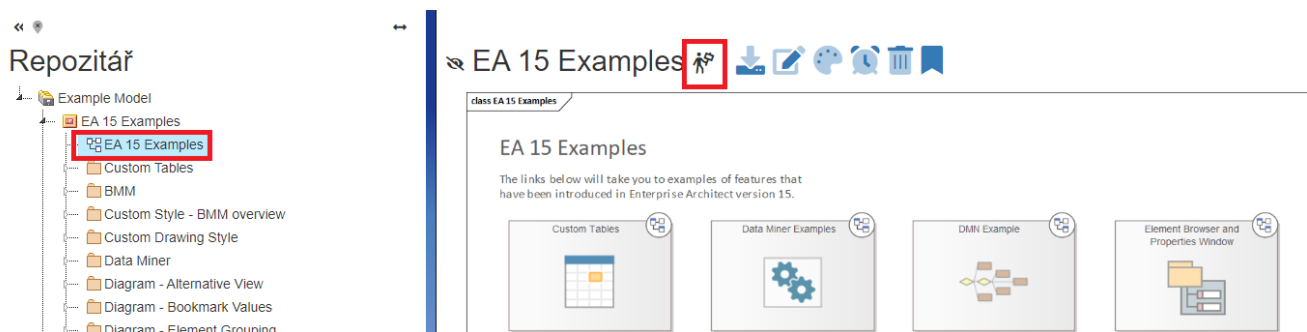 Repozitář
Example Model
EA 15 Examples
EA 15 Examples
Custom Tables
BMM
Custom Style - BMM overview
Custom Drawing Style
Data Miner
Diagram - Alternative View
Diagram - Bookmark Values
Diagram - Element Grouping
EA 15 Examples
class EA 15 Examples
EA 15 Examples
The links below will take you to examples of features that
have been introduced in Enterprise Architect version 15.
Custom Tables
Data Miner Examples
DMN Example
Element Browser and
Properties Window